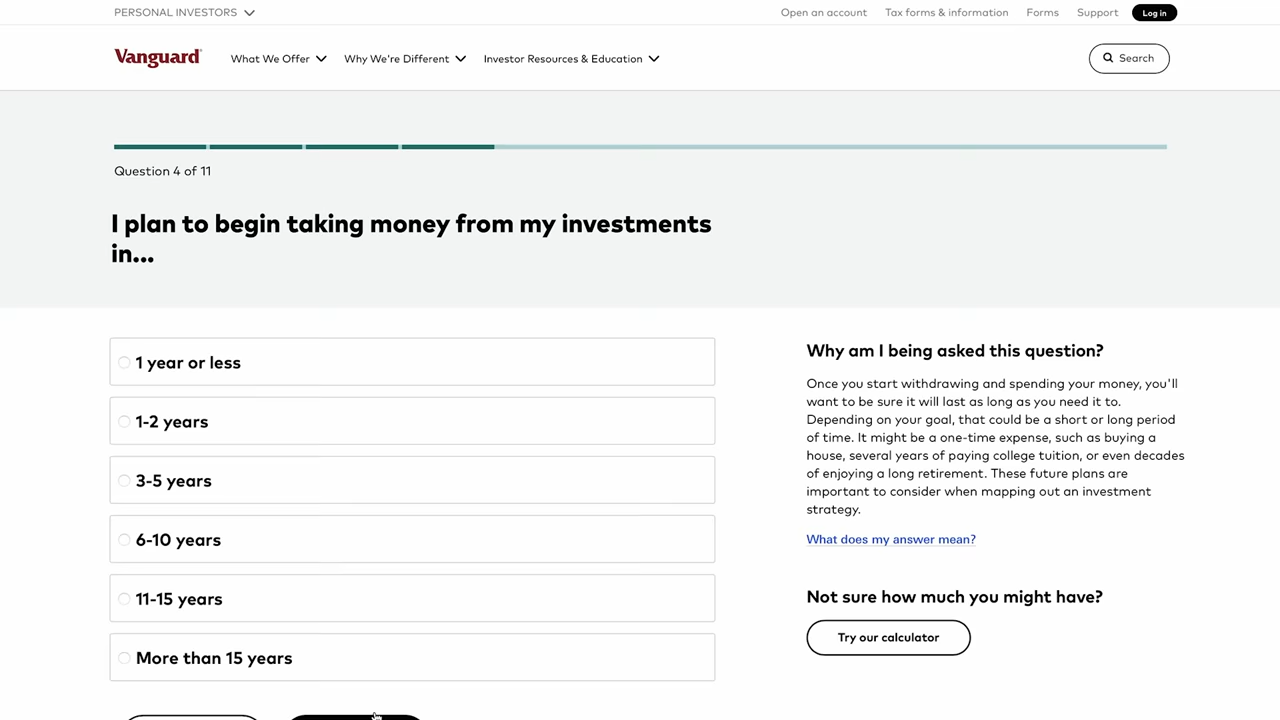 PERSONAL INVESTORS
Open an account Tax forms & information Forms Support Log in
Vanguard
What We Offer Why We're Different Investor Resources & Education
Search
Question 4 of 11
I plan to begin taking money from my investments
in...
1 year or less
1-2 years
3-5 years
6-10 years
11-15 years
More than 15 years
Why am I being asked this question?
Once you start withdrawing and spending your money, you'll
want to be sure it will last as long as you need it to.
Depending on your goal, that could be a short or long period
of time. It might be a one-time expense, such as buying a
house, several years of paying college tuition, or even decades
of enjoying a long retirement. These future plans are
important to consider when mapping out an investment
strategy.
What does my answer mean?
Not sure how much you might have?
Try our calculator